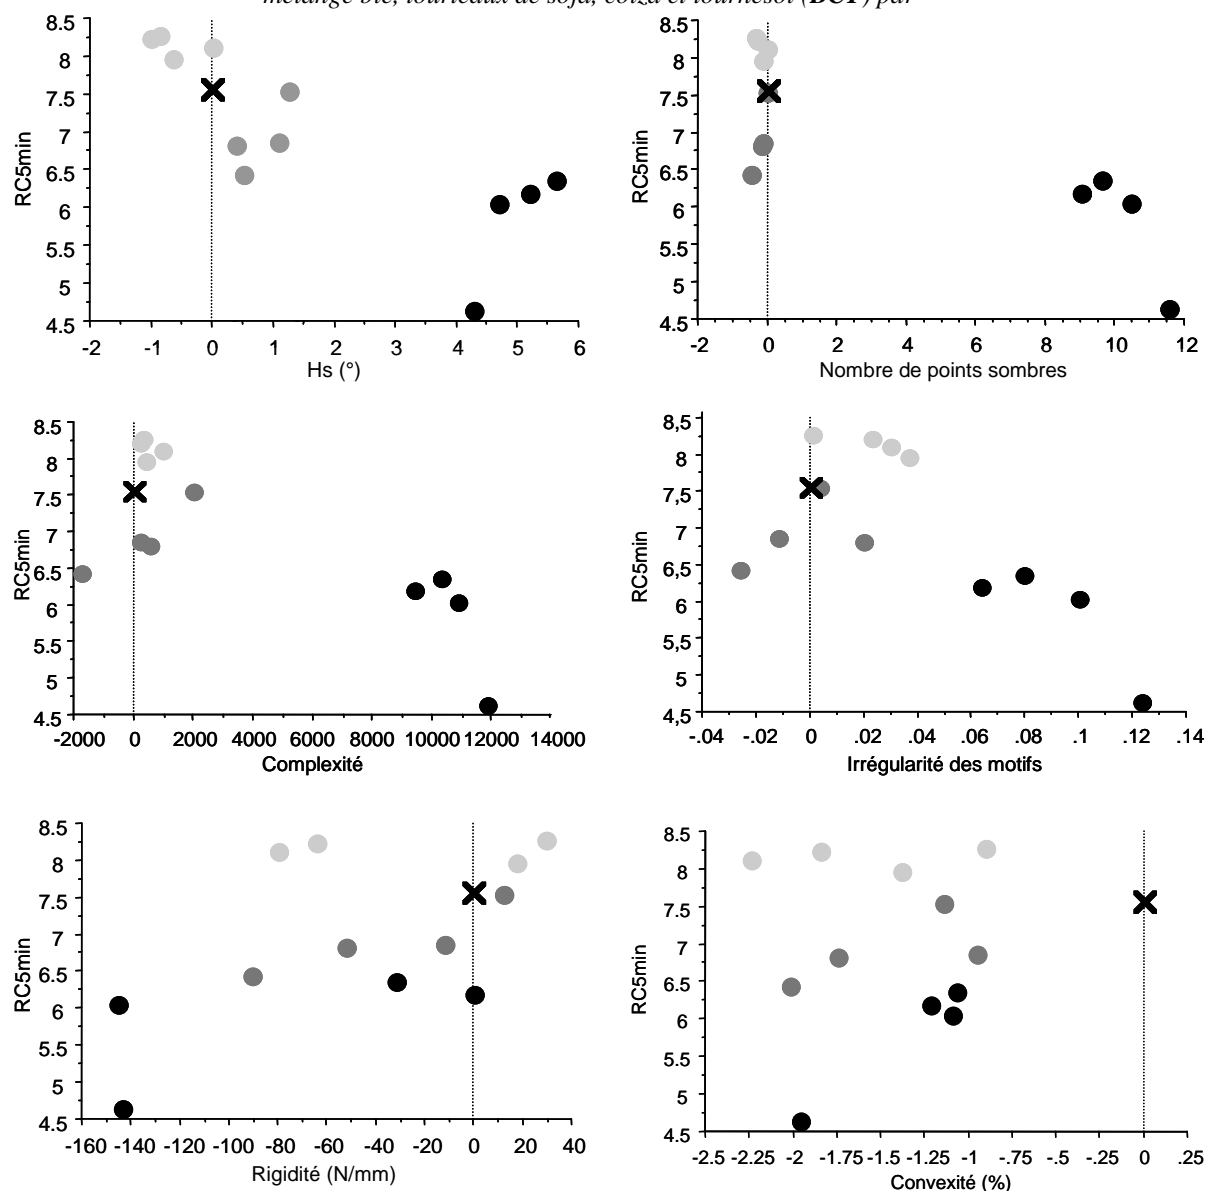 mélange blé, tourteaux de soja, colza et tournesol (BCT) par
8.5
8
7.5
7
6.5
6
5.5
5
4.5
RC5min
-2 -1 0 1 2 3 4 5 6
Hs (°)
8.5
8
7.5
7
6.5
6
5.5
5
4.5
RC5min
-2 0 2 4 6 8 10 12
Nombre de points sombres
8.5
8
7.5
7
6.5
6
5.5
5
4.5
RC5min
-2000 0 2000 4000 6000 8000 10000 12000 14000
Complexité
8,5
8
7,5
7
6,5
6
5,5
5
4,5
RC5min
-.04 -.02 0 .02 .04 .06 .08 .1 .12 .14
Irrégularité des motifs
8.5
8
7.5
7
6.5
6
5.5
5
4.5
RC5min
-160 -140 -120 -100 -80 -60 -40 -20 0 20 40
Rigidité (N/mm)
8.5
8
7.5
7
6.5
6
5.5
5
4.5
RC5min
-2.5 -2.25 -2 -1.75 -1.5 -1.25 -1 -.75 -.5 -.25 0 .25
Convexité (%)